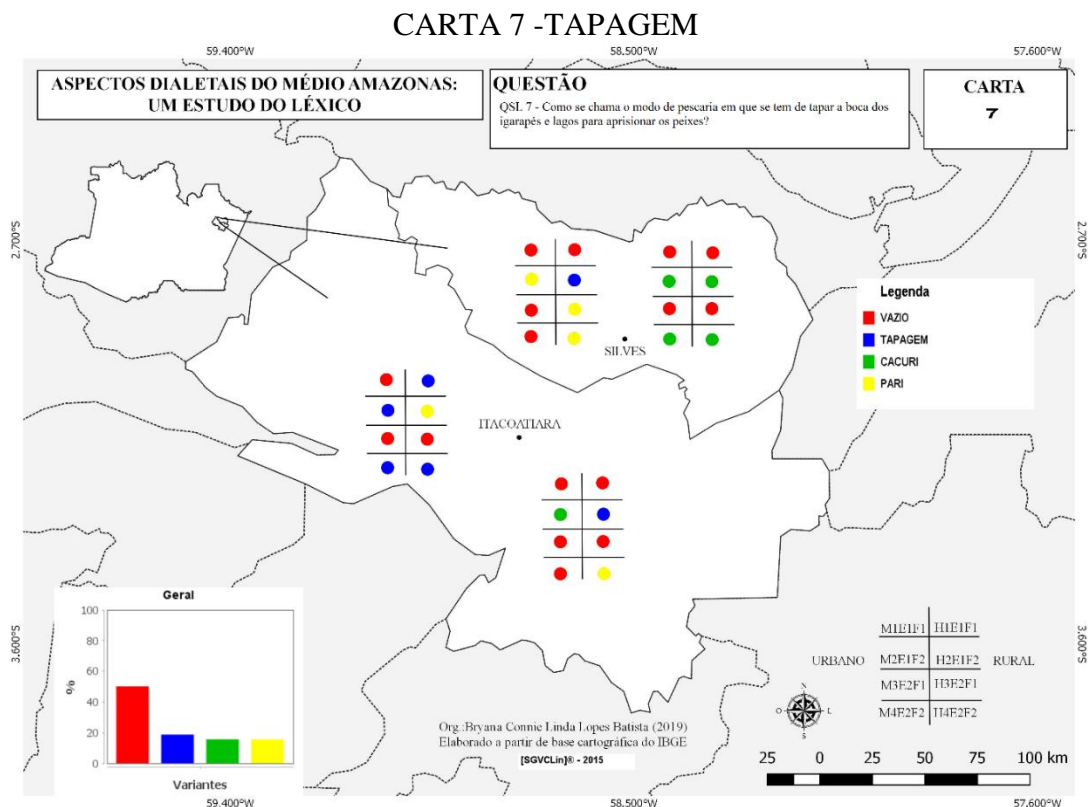 CARTA 7 -TAPAGEM
59.400°W
58.500°W
57.600°W
ASPECTOS DIALETAIS DO MÉDIO AMAZONAS:
UM ESTUDO DO LÉXICO
QUESTÃO
QSL 7 - Como se chama o modo de pescaria em que se tem de tapar a boca dos
igarapés e lagos para aprisionar os peixes?
CARTA
7
2.700°S
2.700°S
Legenda
VAZIO
TAPAGEM
CACURI
PARI
SILVES
ITACOATIARA
Geral
100
80
60
40
20
0
%
Variantes
3.600°S
3.600°S
M1E1F1 H1E1F1
URBANO M2E1F2 H2E1F2 RURAL
M3E2F1 H3E2F1
M4E2F2 H4E2F2
N
O L
S
Org.:Bryana Connie Linda Lopes Batista (2019)
Elaborado a partir de base cartográfica do IBGE
[SGVCLin]® - 2015
25 0 25 50 75 100 km
59.400°W
58.500°W
57.600°W